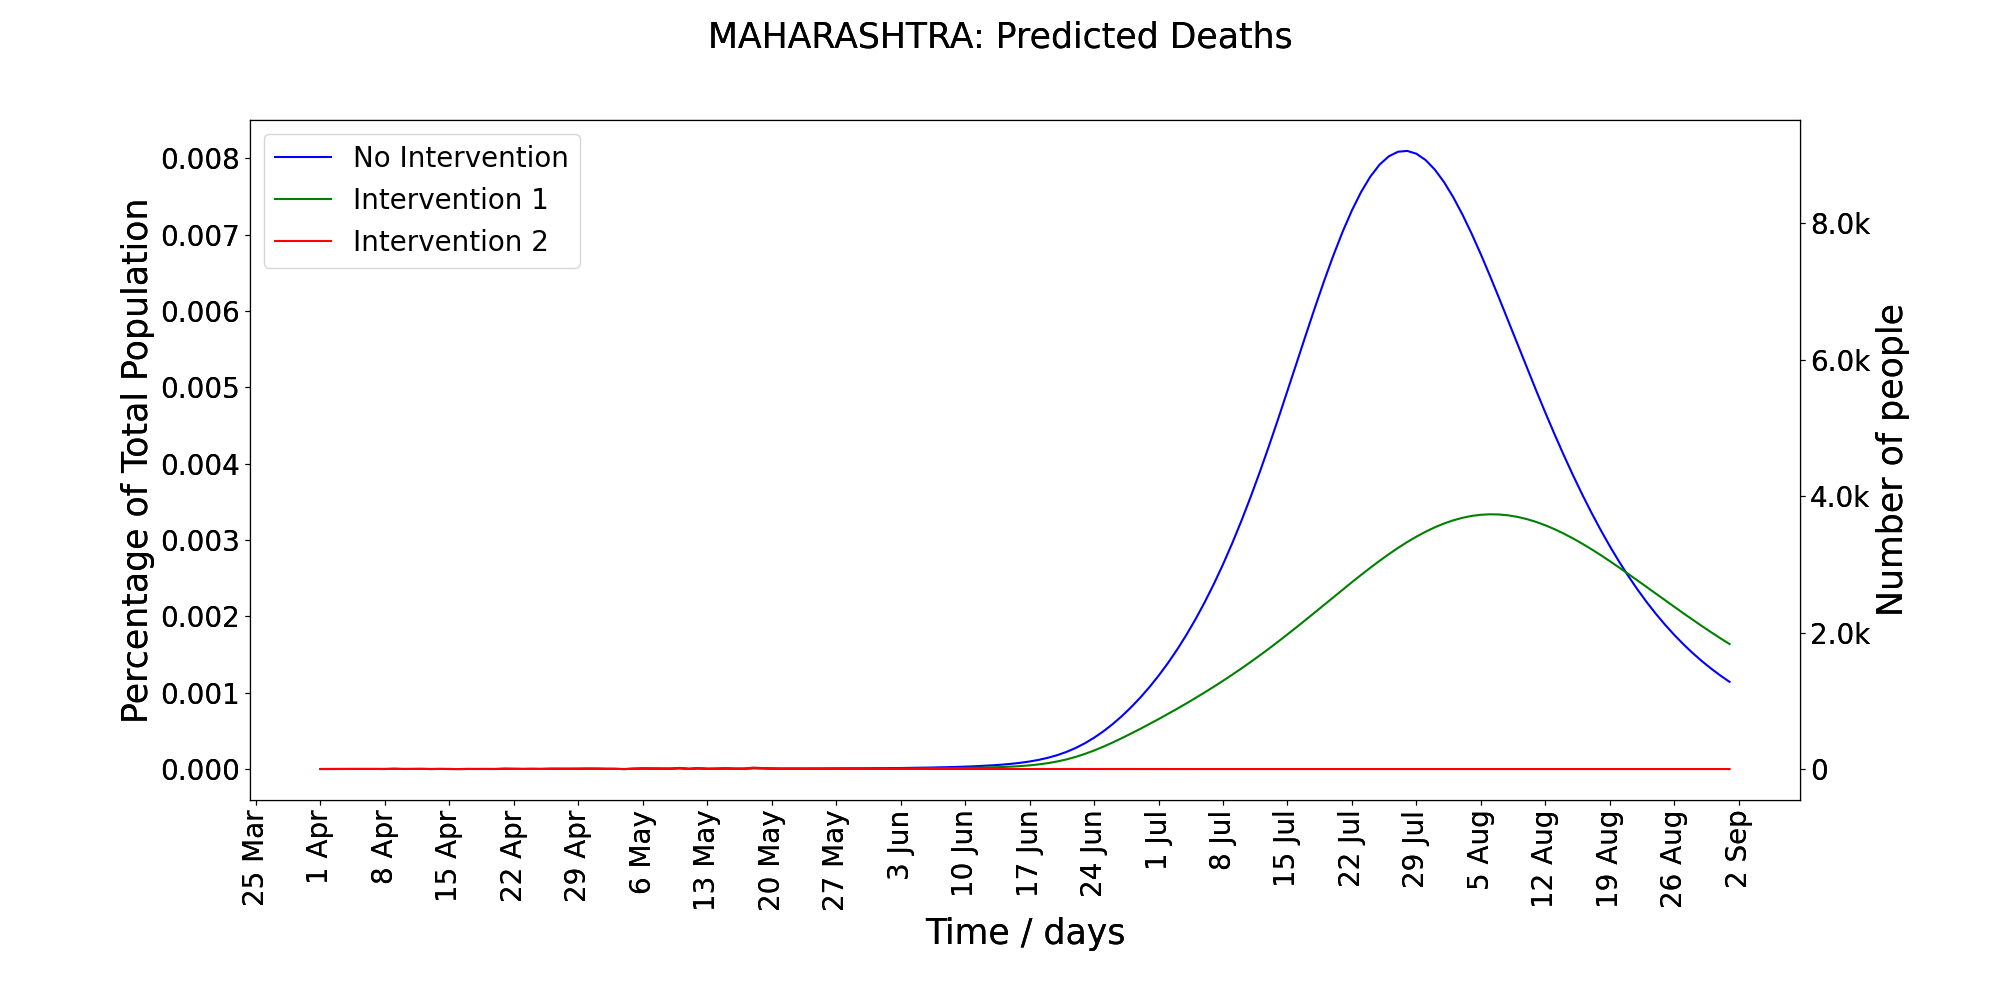 MAHARASHTRA: Predicted Deaths
No Intervention
Intervention 1
Intervention 2
Percentage of Total Population
0.008
0.007
0.006
0.005
0.004
0.003
0.002
0.001
0.000
8.0k
6.0k
4.0k
2.0k
0
Number of people
25 Mar
1 Apr
8 Apr
15 Apr
22 Apr
29 Apr
6 May
13 May
20 May
27 May
3 Jun
10 Jun
17 Jun
24 Jun
1 Jul
8 Jul
15 Jul
22 Jul
29 Jul
5 Aug
12 Aug
19 Aug
26 Aug
2 Sep
Time / days